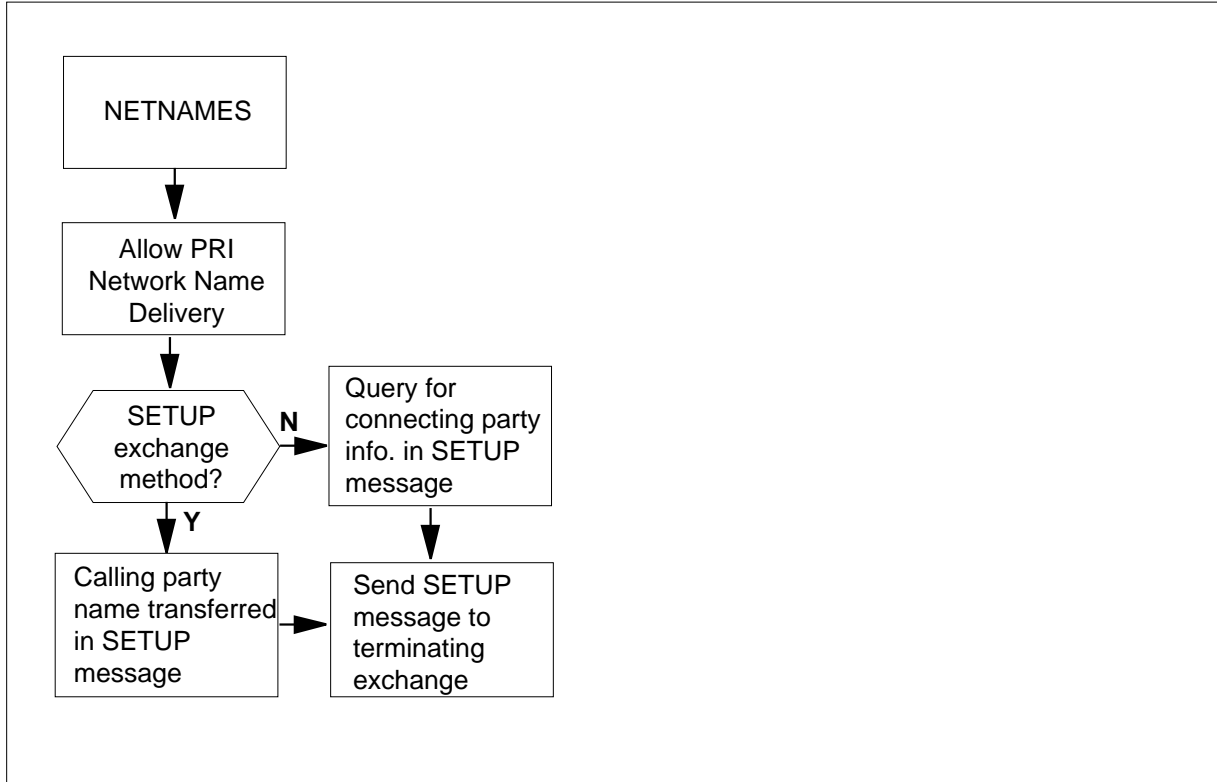 NETNAMES
Allow PRI
Network Name
Delivery
SETUP
exchange
method?
N
Query for
connecting party
info. in SETUP
message
Y
Calling party
name transferred
in SETUP
message
Send SETUP
message to
terminating
exchange